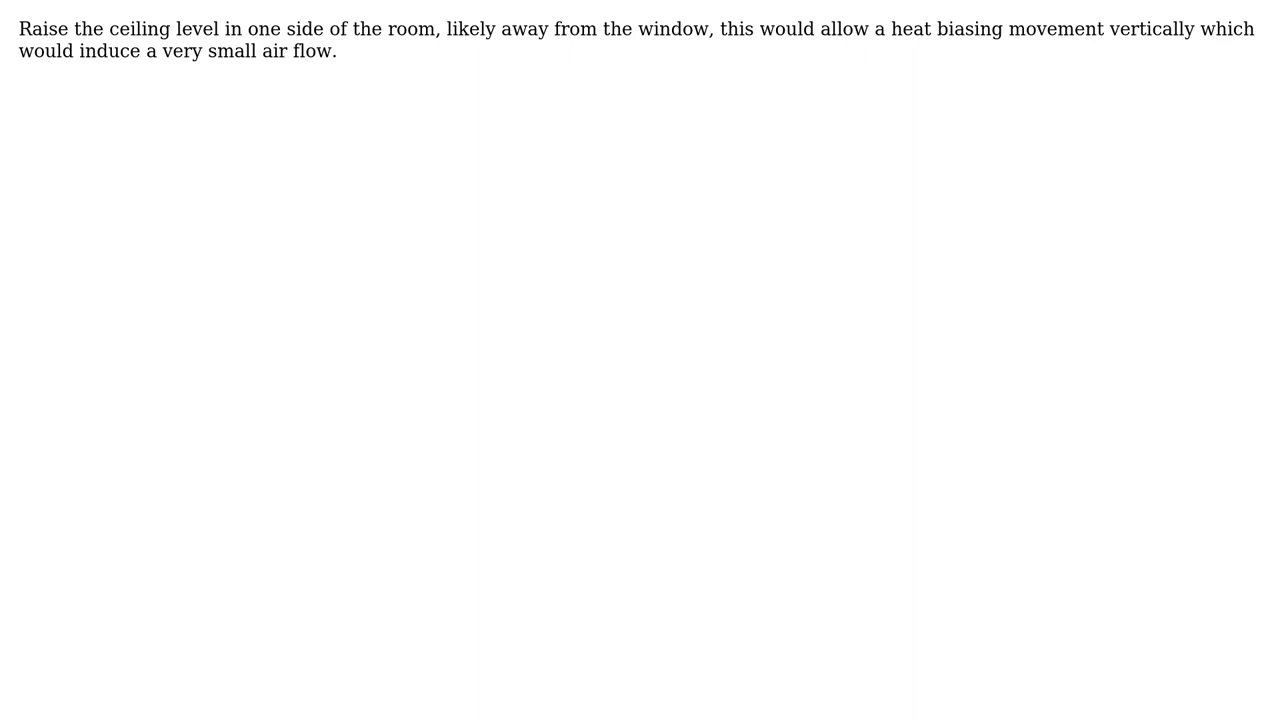 Raise the ceiling level in one side of the room, likely away from the window, this would allow a heat biasing movement vertically which
would induce a very small air flow.